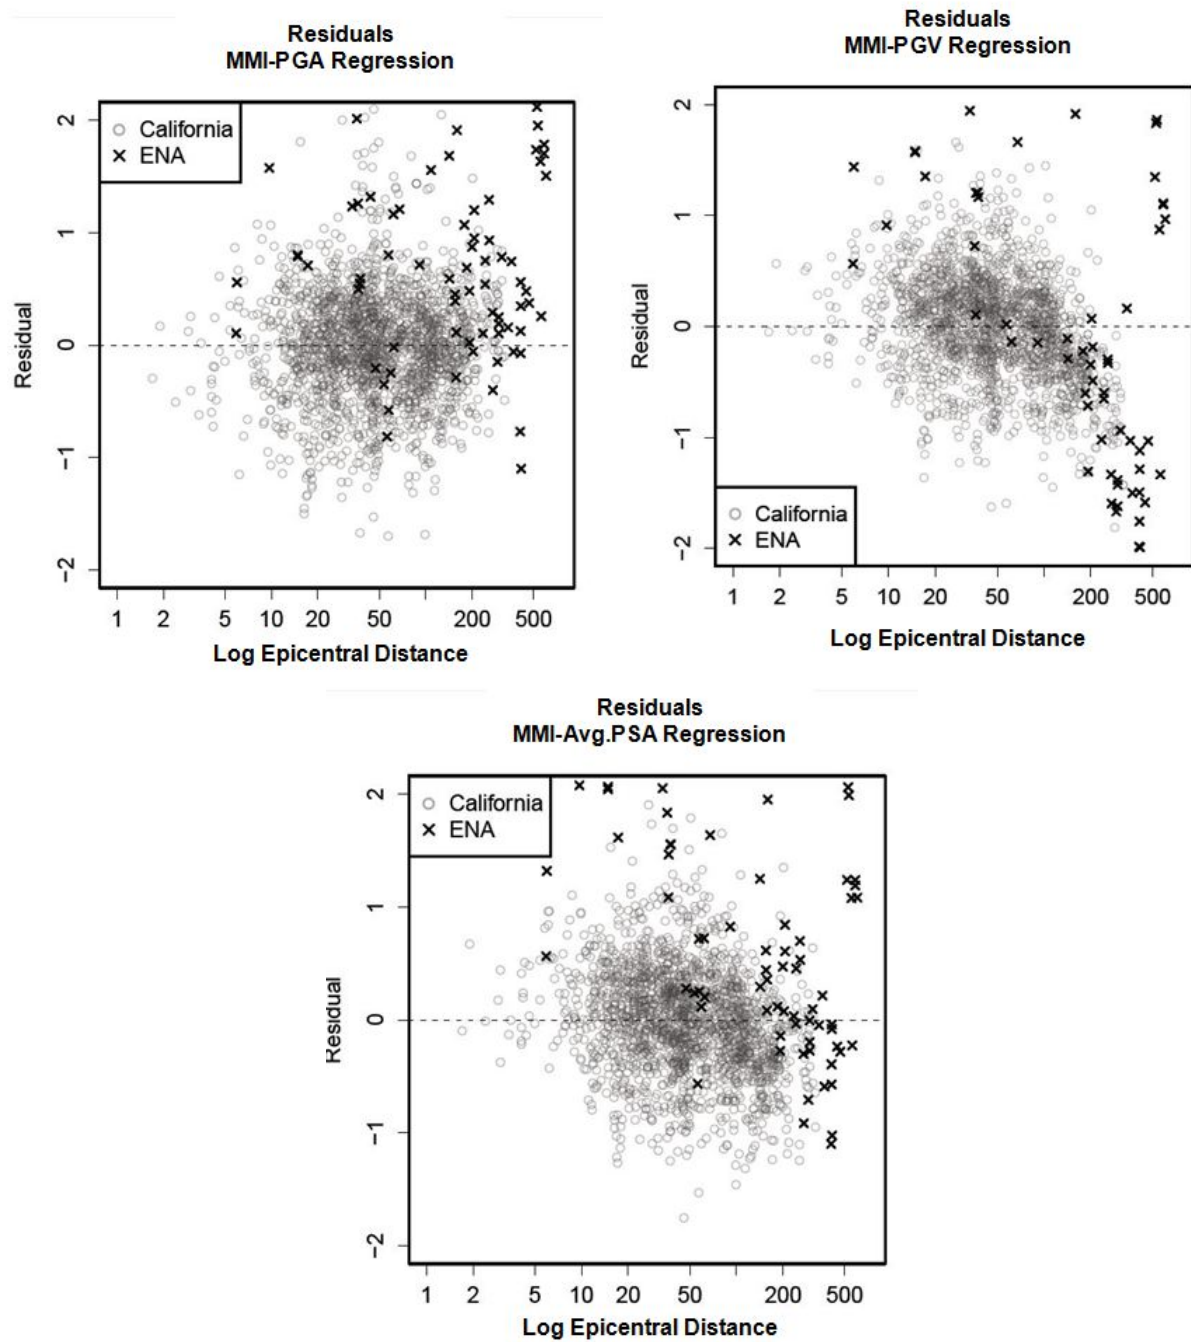 Residuals
MMI-PGA Regression
California
ENA
2
1
0
−1
−2
Residual
1 2 5 10 20 50 200 500
Log Epicentral Distance
Residuals
MMI-PGV Regression
2
1
0
−1
−2
Residual
California
ENA
1 2 5 10 20 50 200 500
Log Epicentral Distance
Residuals
MMI-Avg.PSA Regression
California
ENA
2
1
0
−1
−2
Residual
1 2 5 10 20 50 200 500
Log Epicentral Distance